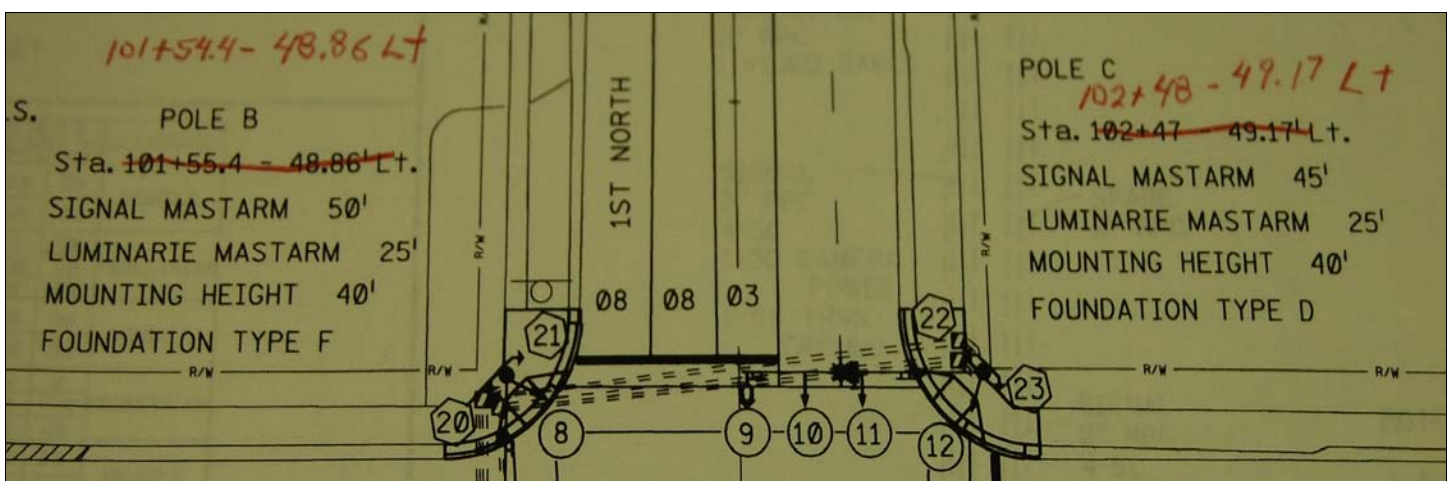 101+54.4 - 48.86 Lt
S.
POLE B
Sta. 101+55.4 - 48.86' Lt.
SIGNAL MASTARM 50'
LUMINARIE MASTARM 25'
MOUNTING HEIGHT 40'
FOUNDATION TYPE F
R/W
R/W
R/W
1ST NORTH
08
08
03
POLE C
102+48 - 49.17 Lt
Sta. 102+47 - 49.17' Lt.
SIGNAL MASTARM 45'
LUMINARIE MASTARM 25'
MOUNTING HEIGHT 40'
FOUNDATION TYPE D
R/W
R/W
R/W
21
22
20
23
8
9
10
11
12